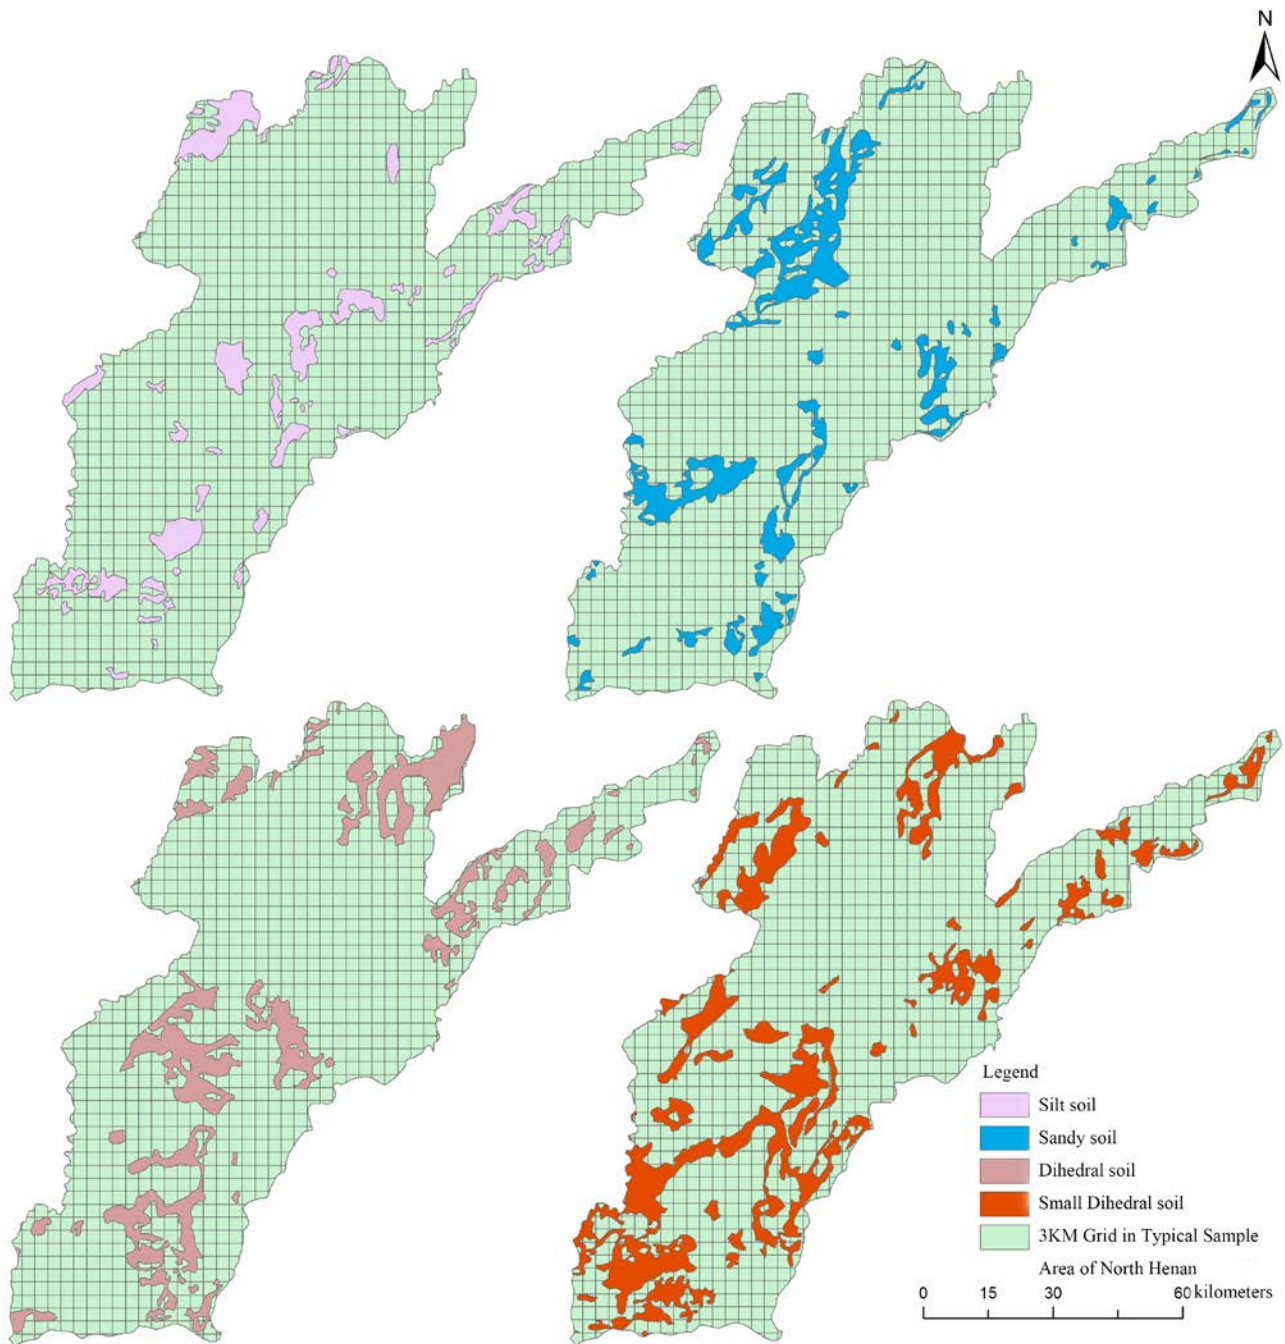 N
Legend
Silt soil
Sandy soil
Dihedral soil
Small Dihedral soil
3KM Grid in Typical Sample
Area of North Henan
0 15 30 60 kilometers